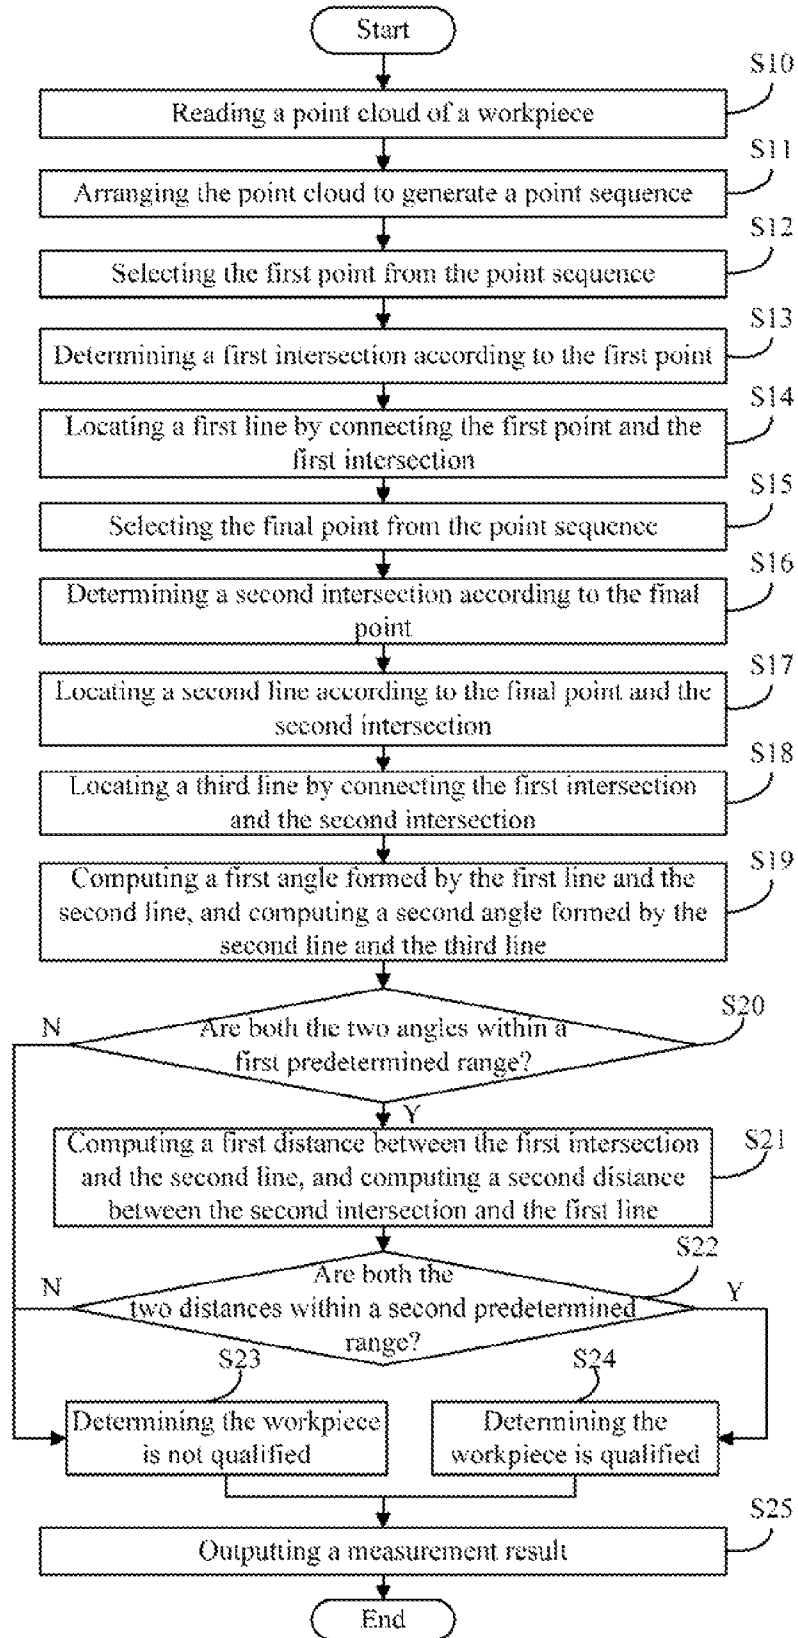 Start
S10
Reading a point cloud of a workpiece
S11
Arranging the point cloud to generate a point sequence
S12
Selecting the first point from the point sequence
S13
Determining a first intersection according to the first point
S14
Locating a first line by connecting the first point and the
first intersection
S15
Selecting the final point from the point sequence
S16
Determining a second intersection according to the final
point
S17
Locating a second line according to the final point and the
second intersection
S18
Locating a third line by connecting the first intersection
and the second intersection
S19
Computing a first angle formed by the first line and the
second line, and computing a second angle formed by the
second line and the third line
S20
N
Are both the two angles within a
first predetermined range?
Y
S21
Computing a first distance between the first intersection
and the second line, and computing a second distance
between the second intersection and the first line
S22
N
Are both the
two distances within a second predetermined
range?
Y
S23
Determining the workpiece
is not qualified
S24
Determining the
workpiece is qualified
S25
Outputting a measurement result
End